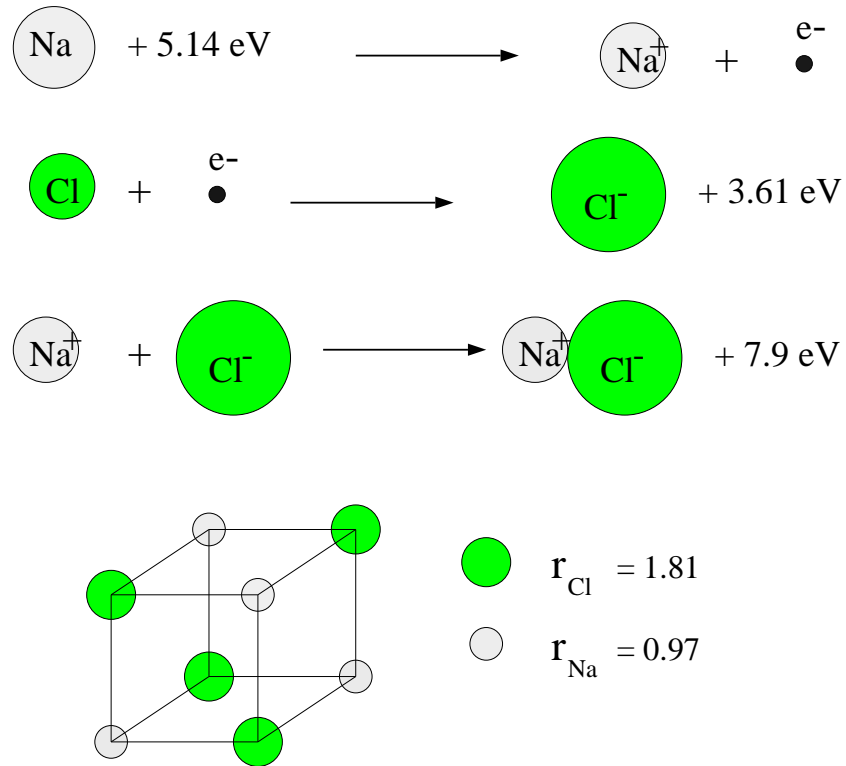 Na + 5.14 eV Na+ + e-
Cl + e- Cl- + 3.61 eV
Na+ + Cl- Na+ Cl- + 7.9 eV
rCl = 1.81
rNa = 0.97